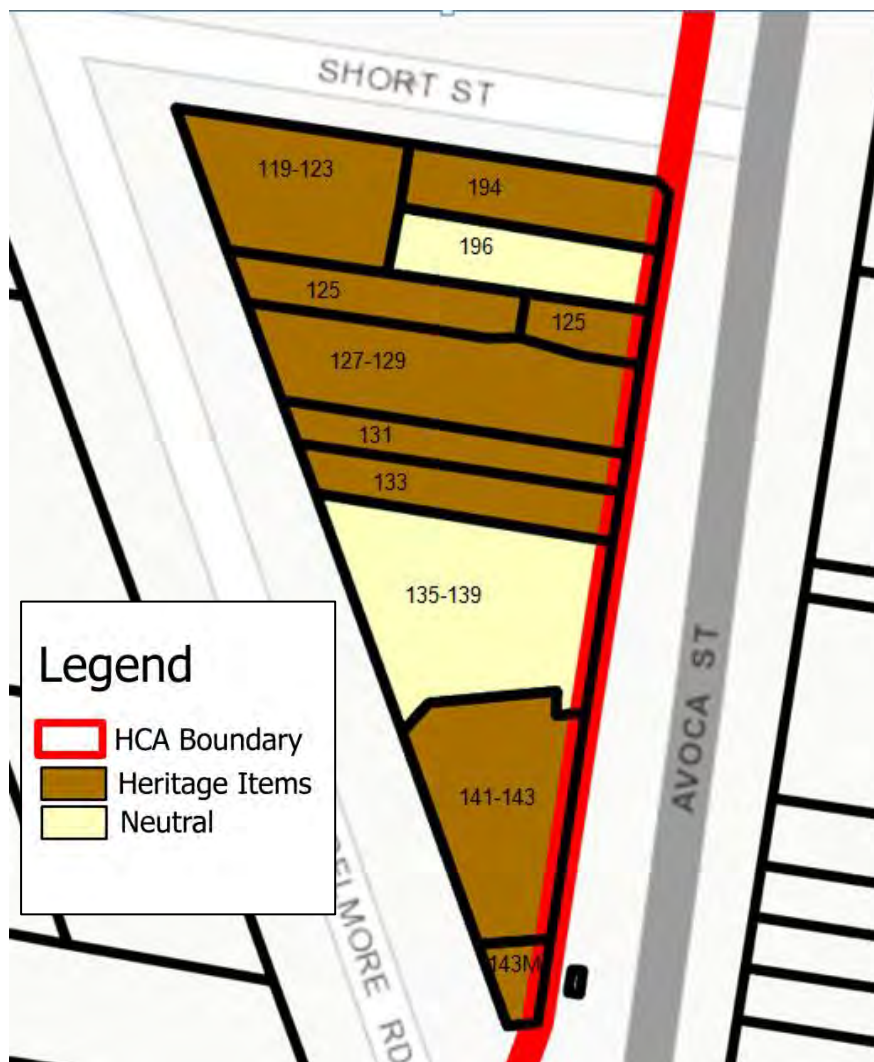 SHORT ST
119-123
194
196
125
125
127-129
131
133
135-139
Legend
HCA Boundary
Heritage Items
Neutral
AVOCA ST
141-143
143M
RD